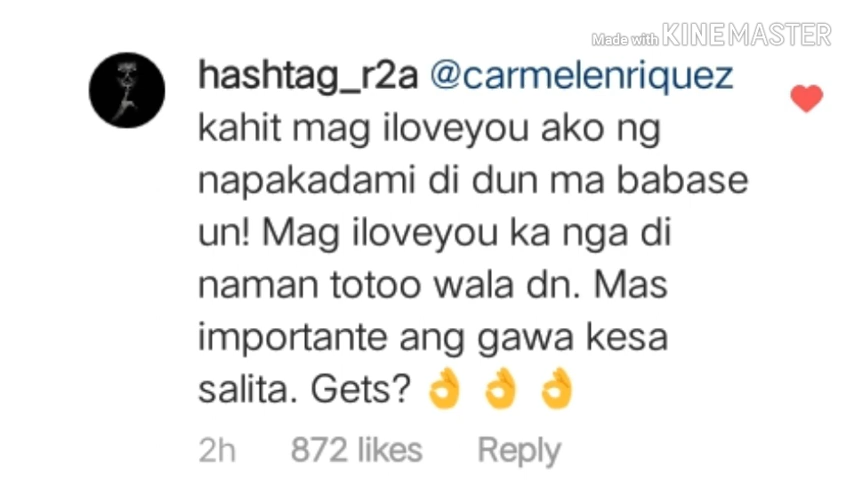 Made with KINEMASTER
hashtag_r2a @carmelenriquez
kahit mag iloveyou ako ng
napakadami di dun ma babase
un! Mag iloveyou ka nga di
naman totoo wala dn. Mas
importante ang gawa kesa
salita. Gets? 👌 👌 👌
2h 872 likes Reply